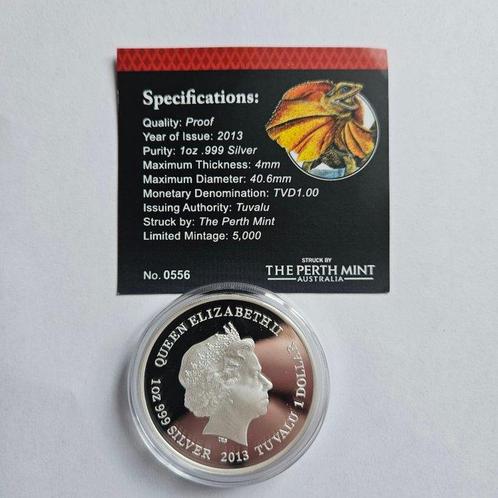 Specifications:
Quality: Proof
Year of Issue: 2013
Purity: 1oz .999 Silver
Maximum Thickness: 4mm
Maximum Diameter: 40.6mm
Monetary Denomination: TVD1.00
Issuing Authority: Tuvalu
Struck by: The Perth Mint
Limited Mintage: 5,000
No. 0556
STRUCK BY
THE PERTH MINT
AUSTRALIA
QUEEN ELIZABETH II
1oz 999 SILVER 2013 TUVALU 1 DOLLAR